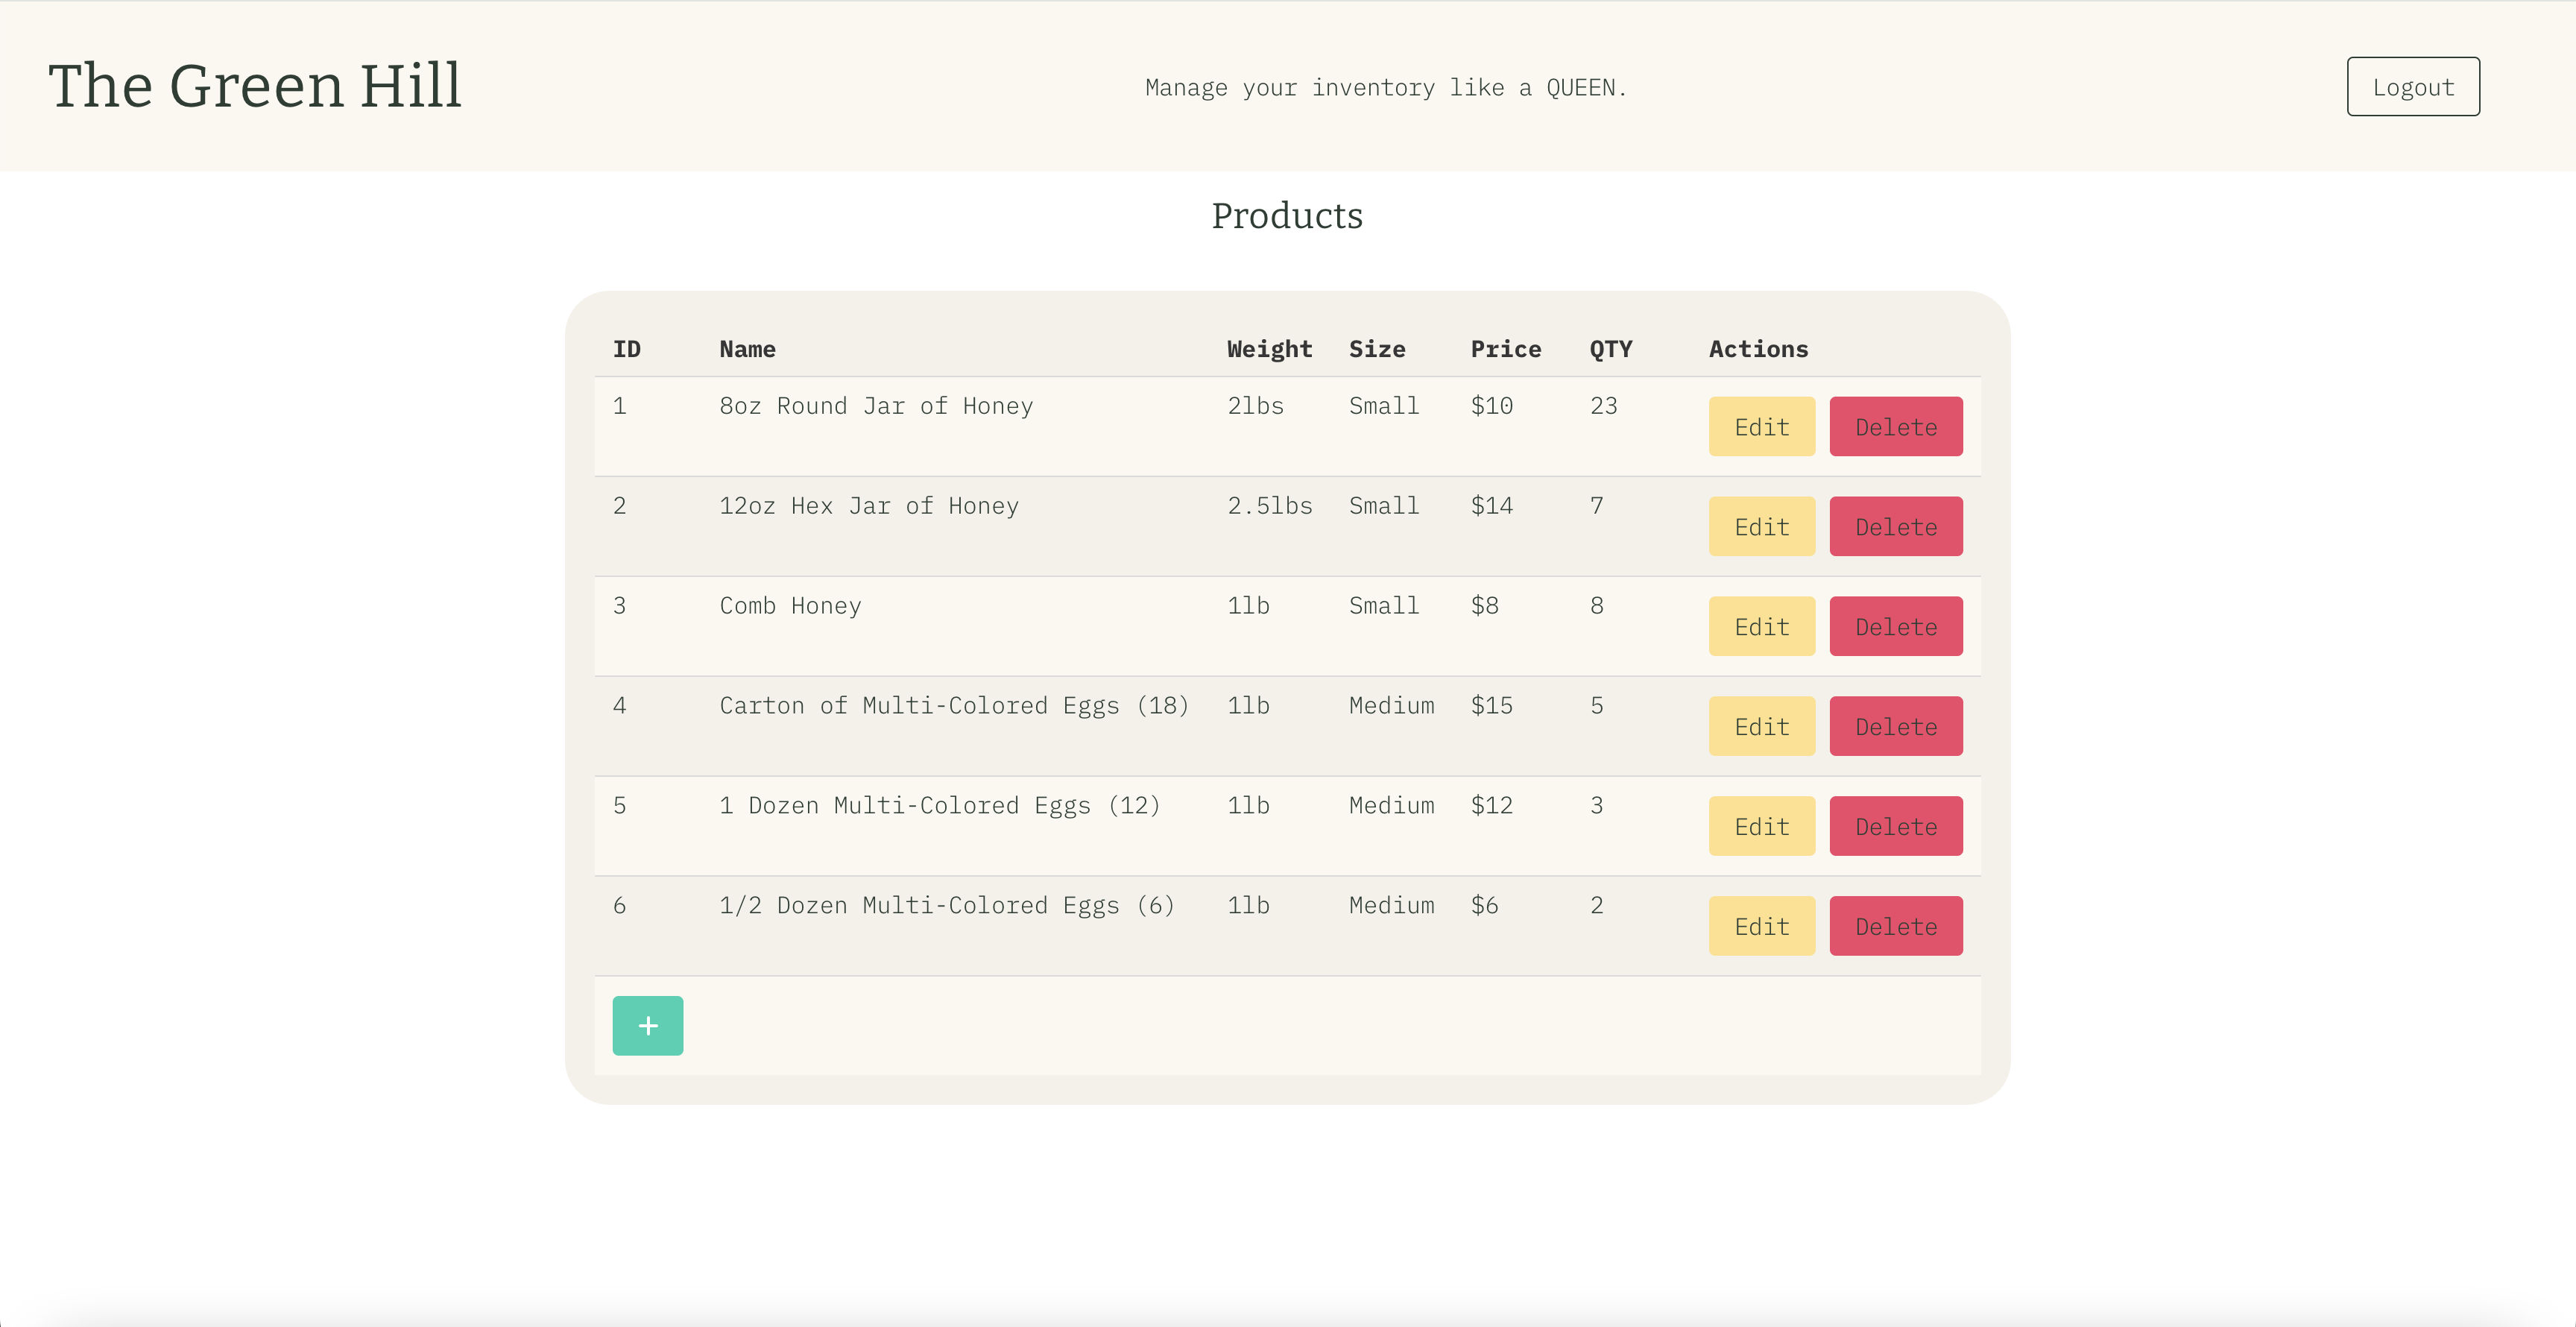 The Green Hill
Manage your inventory like a QUEEN.
Logout
Products
ID Name Weight Size Price QTY Actions
1 8oz Round Jar of Honey 2lbs Small $10 23 Edit Delete
2 12oz Hex Jar of Honey 2.5lbs Small $14 7 Edit Delete
3 Comb Honey 1lb Small $8 8 Edit Delete
4 Carton of Multi-Colored Eggs (18) 1lb Medium $15 5 Edit Delete
5 1 Dozen Multi-Colored Eggs (12) 1lb Medium $12 3 Edit Delete
6 1/2 Dozen Multi-Colored Eggs (6) 1lb Medium $6 2 Edit Delete
+